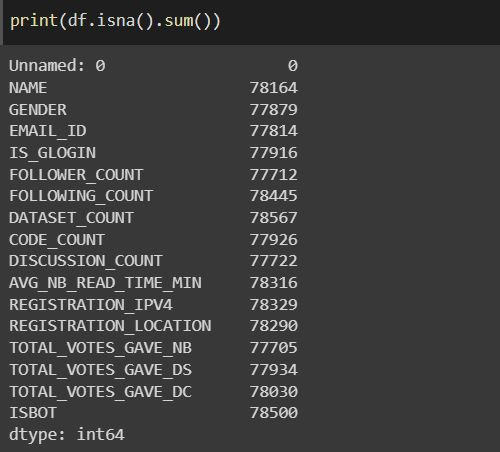 print(df.isna().sum())
Unnamed: 0 0
NAME 78164
GENDER 77879
EMAIL_ID 77814
IS_GLOGIN 77916
FOLLOWER_COUNT 77712
FOLLOWING_COUNT 78445
DATASET_COUNT 78567
CODE_COUNT 77926
DISCUSSION_COUNT 77722
AVG_NB_READ_TIME_MIN 78316
REGISTRATION_IPV4 78329
REGISTRATION_LOCATION 78290
TOTAL_VOTES_GAVE_NB 77705
TOTAL_VOTES_GAVE_DS 77934
TOTAL_VOTES_GAVE_DC 78030
ISBOT 78500
dtype: int64